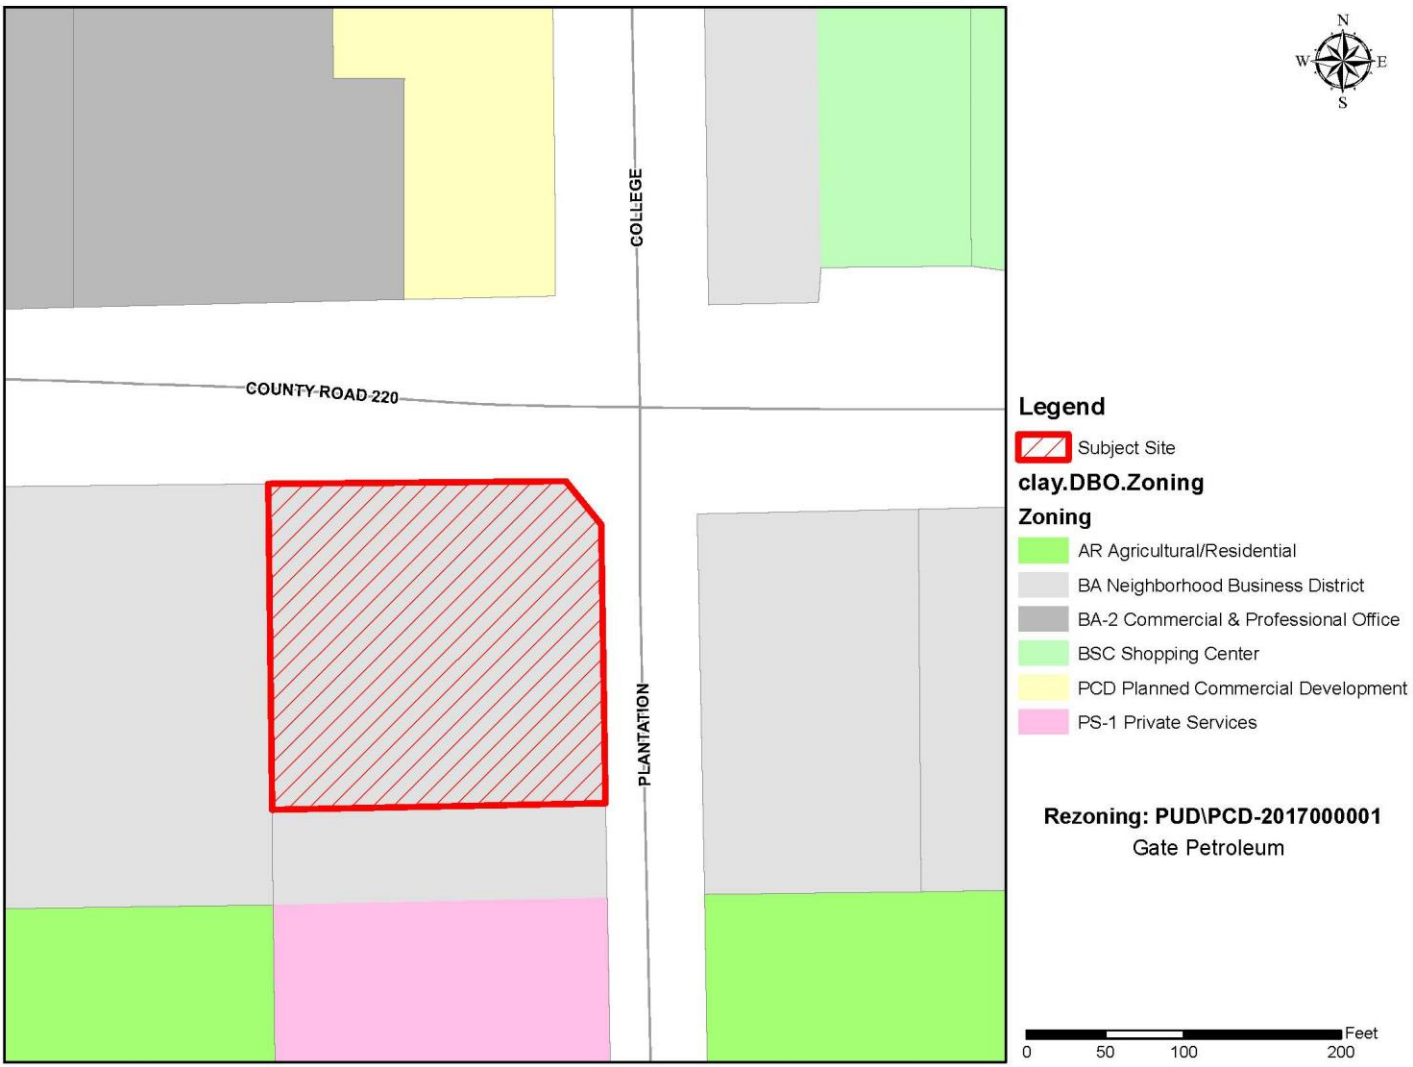 N
W E
S
COLLEGE
COUNTY ROAD 220
PLANTATION
Legend
Subject Site
clay.DBO.Zoning
Zoning
AR Agricultural/Residential
BA Neighborhood Business District
BA-2 Commercial & Professional Office
BSC Shopping Center
PCD Planned Commercial Development
PS-1 Private Services
Rezoning: PUD\PCD-2017000001
Gate Petroleum
Feet
0 50 100 200